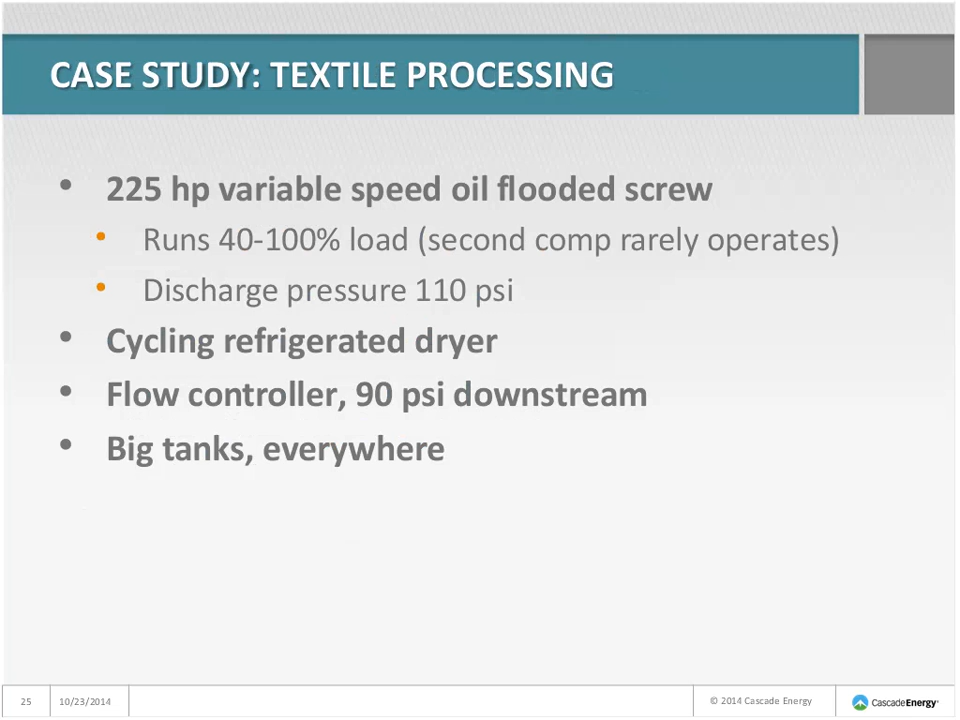 CASE STUDY: TEXTILE PROCESSING
• 225 hp variable speed oil flooded screw
• Runs 40-100% load (second comp rarely operates)
• Discharge pressure 110 psi
• Cycling refrigerated dryer
• Flow controller, 90 psi downstream
• Big tanks, everywhere
25
10/23/2014
© 2014 Cascade Energy
CascadeEnergy